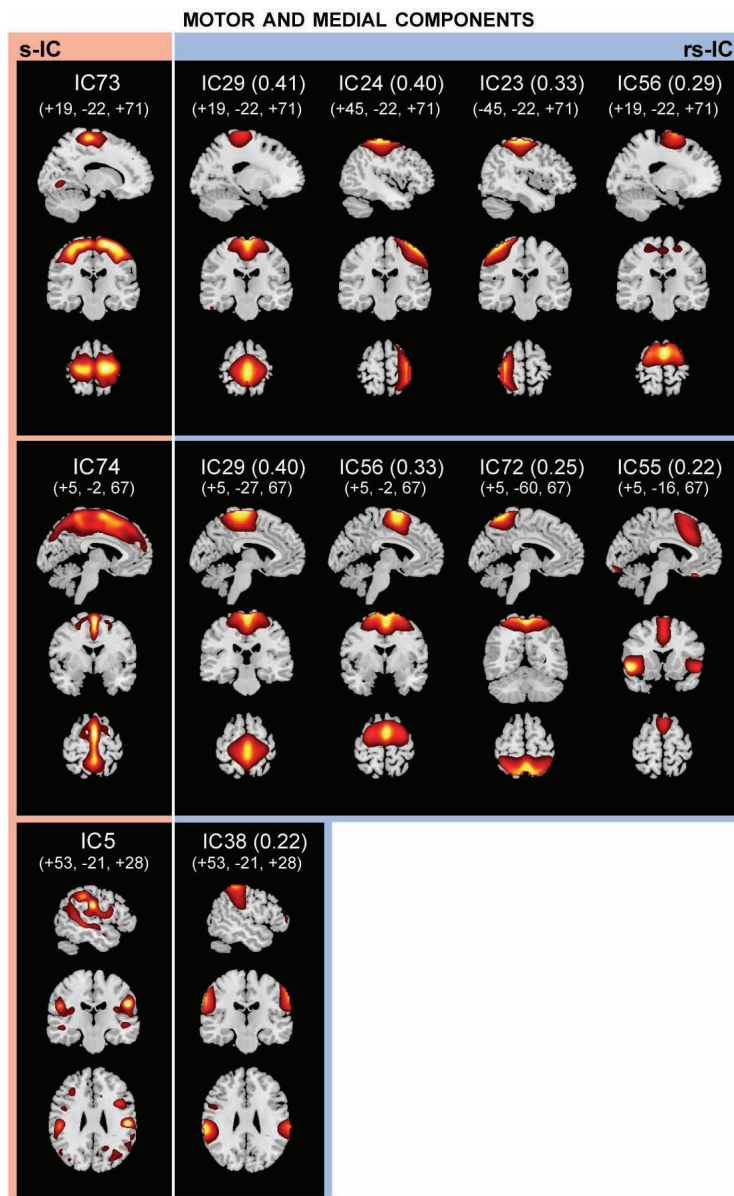 MOTOR AND MEDIAL COMPONENTS
s-IC rs-IC
IC73 IC29 (0.41) IC24 (0.40) IC23 (0.33) IC56 (0.29)
(+19, -22, +71) (+19, -22, +71) (+45, -22, +71) (-45, -22, +71) (+19, -22, +71)
IC74 IC29 (0.40) IC56 (0.33) IC72 (0.25) IC55 (0.22)
(+5, -2, 67) (+5, -27, 67) (+5, -2, 67) (+5, -60, 67) (+5, -16, 67)
IC5 IC38 (0.22)
(+53, -21, +28) (+53, -21, +28)